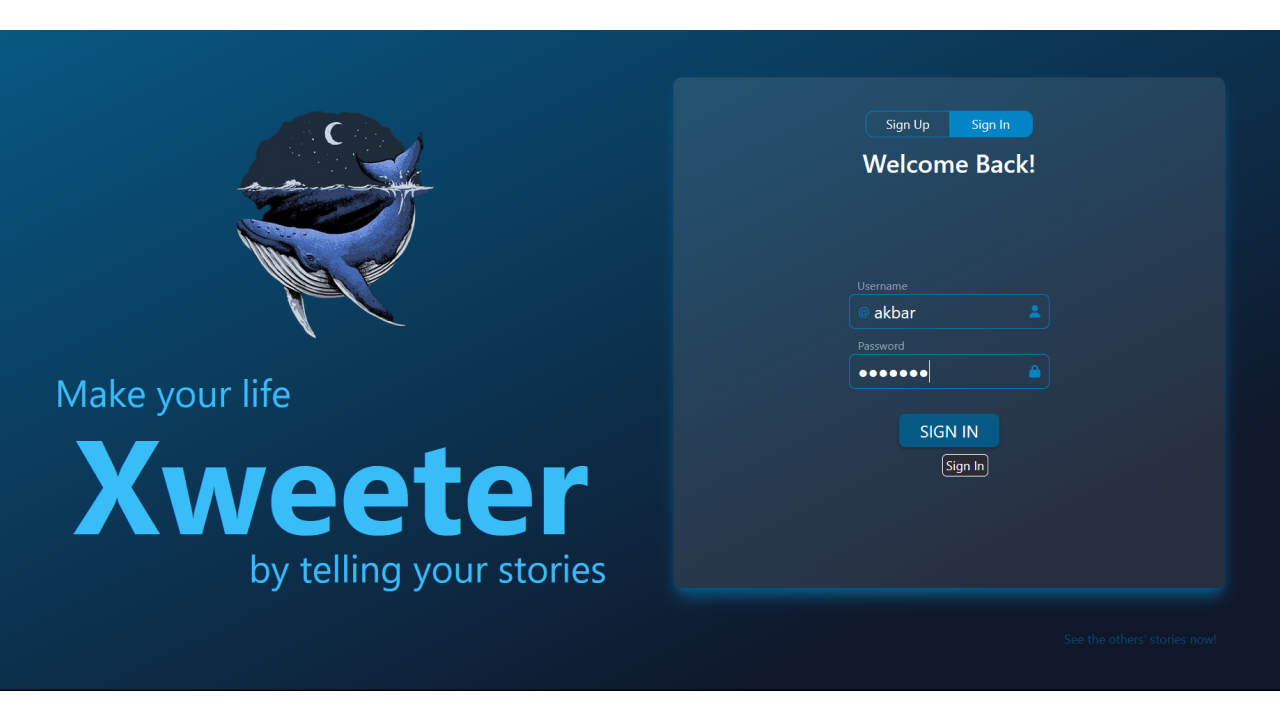 Make your life
Xweeter
by telling your stories
Sign Up Sign In
Welcome Back!
Username
@ akbar
Password
●●●●●●●
SIGN IN
Sign In
See the others' stories now!